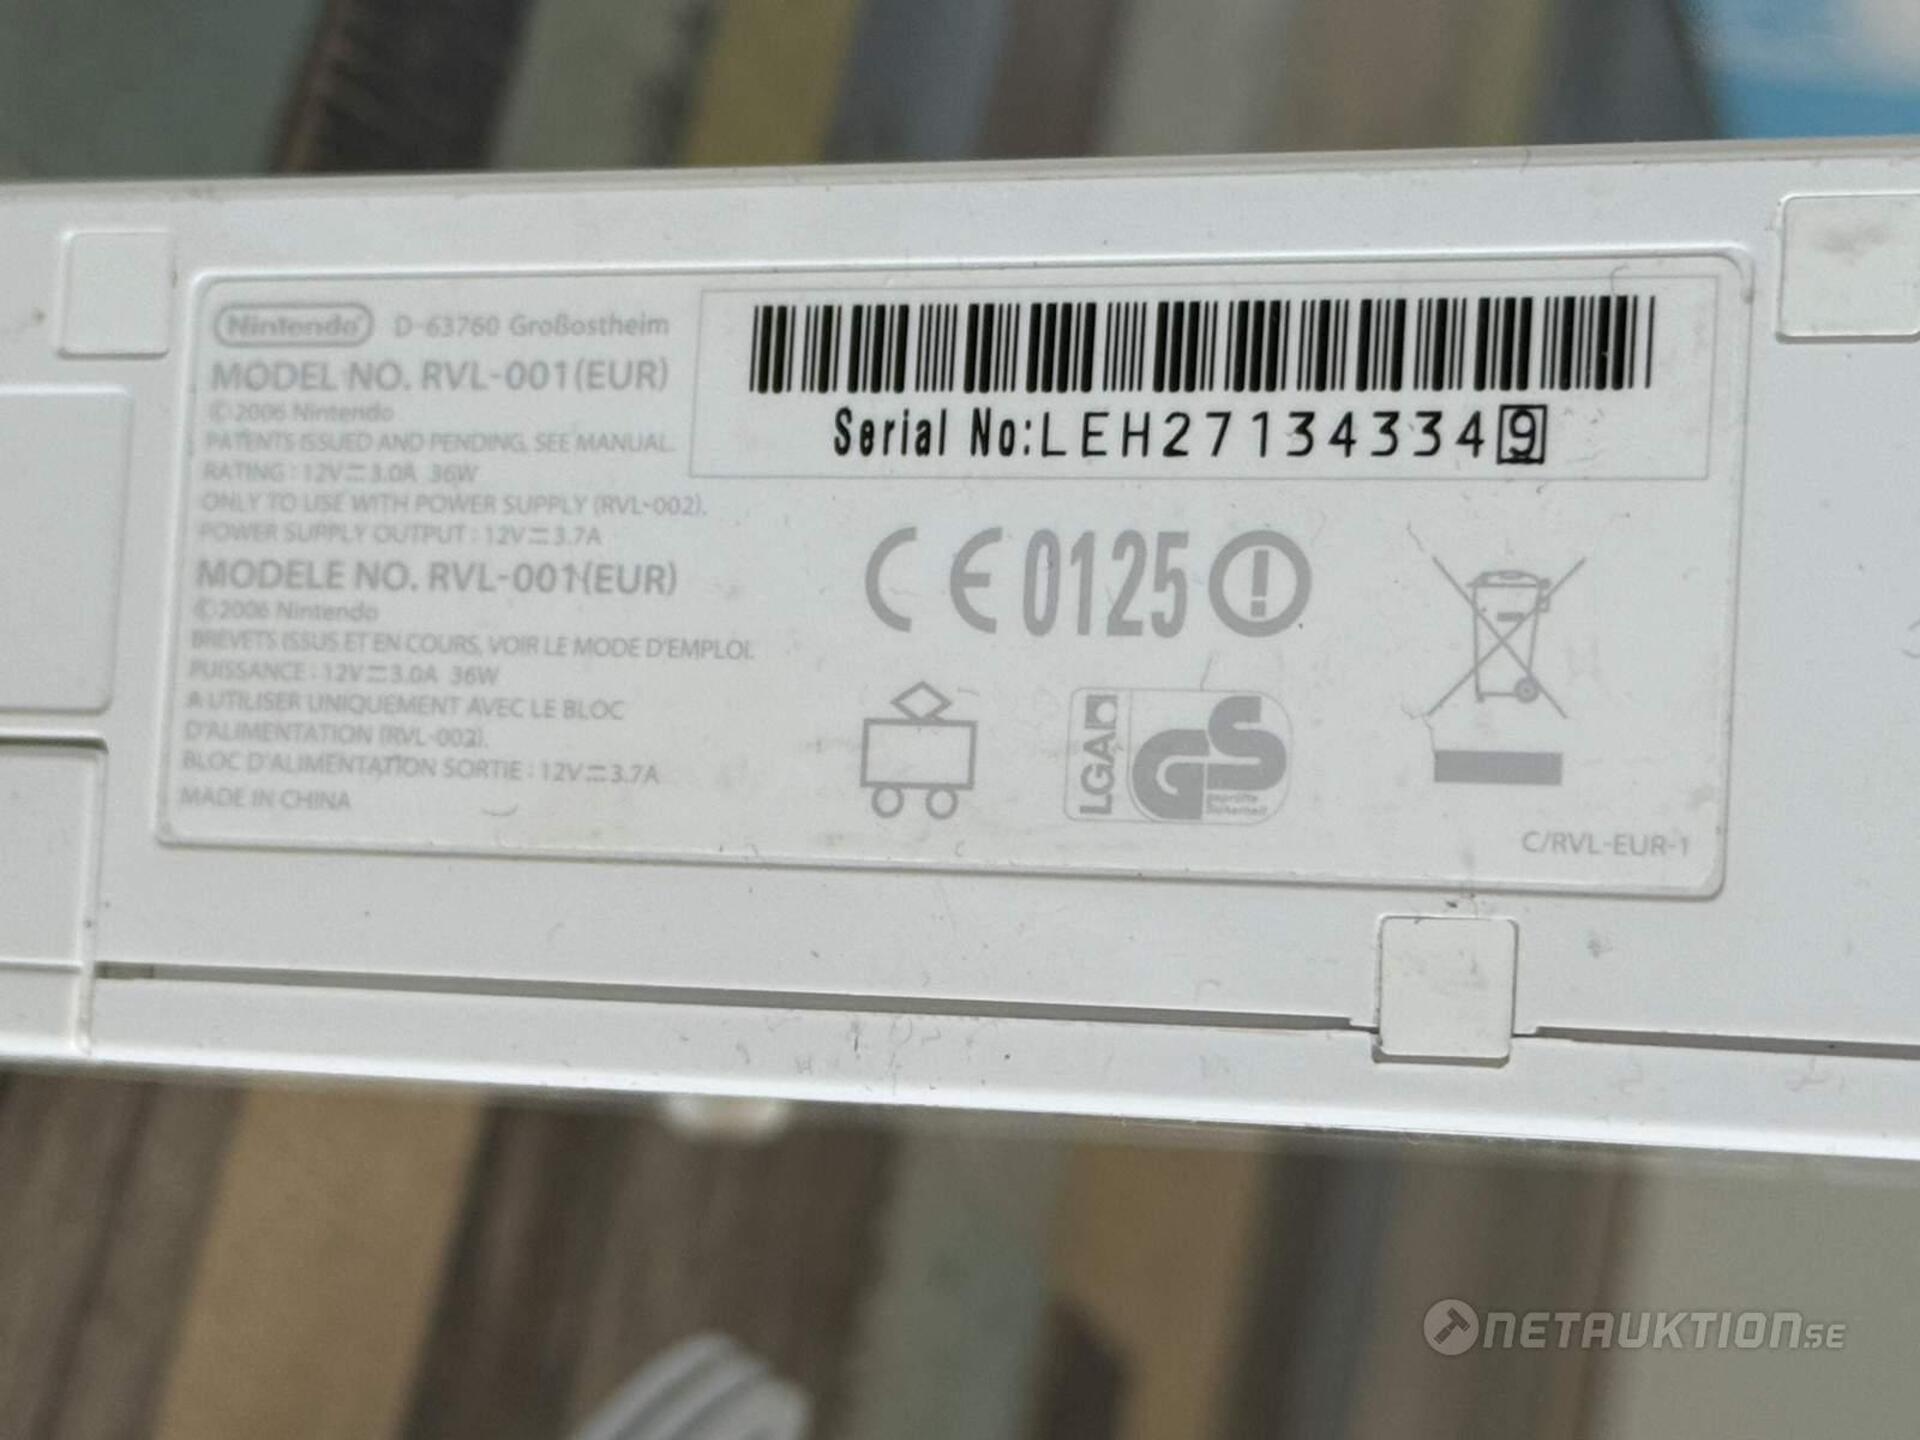 Nintendo D-63760 Großostheim
MODEL NO. RVL-001(EUR)
©2006 Nintendo
PATENTS ISSUED AND PENDING. SEE MANUAL.
RATING : 12V⎓3.0A 36W
ONLY TO USE WITH POWER SUPPLY (RVL-002).
POWER SUPPLY OUTPUT : 12V⎓3.7A
MODELE NO. RVL-001(EUR)
©2006 Nintendo
BREVETS ISSUS ET EN COURS, VOIR LE MODE D'EMPLOI.
PUISSANCE : 12V⎓3.0A 36W
A UTILISER UNIQUEMENT AVEC LE BLOC
D'ALIMENTATION (RVL-002).
BLOC D'ALIMENTATION SORTIE : 12V⎓3.7A
MADE IN CHINA
Serial No:LEH271343349
CE0125
LGA
GS
geprüfte
Sicherheit
C/RVL-EUR-1
NETAUKTION.SE